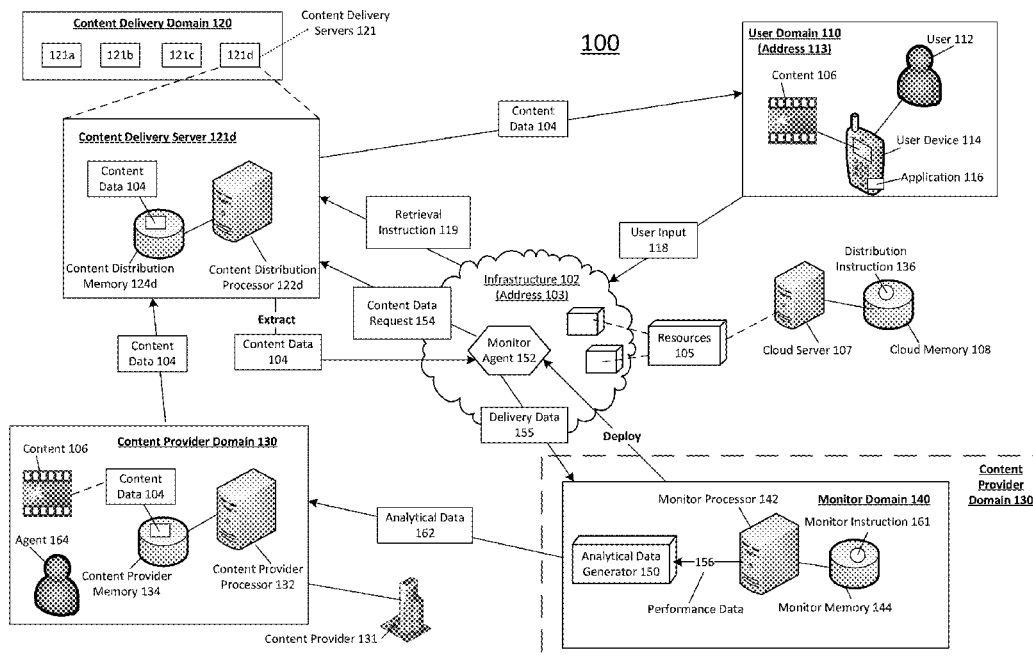 100
Content Delivery Domain 120
121a
121b
121c
121d
Content Delivery
Servers 121
User Domain 110
(Address 113)
User 112
Content 106
User Device 114
Application 116
Content Delivery Server 121d
Content
Data 104
Content Distribution
Memory 124d
Content Distribution
Processor 122d
Content
Data 104
Retrieval
Instruction 119
User Input
118
Infrastructure 102
(Address 103)
Content Data
Request 154
Extract
Content Data
104
Monitor
Agent 152
Resources
105
Distribution
Instruction 136
Cloud Server 107
Cloud Memory 108
Content
Data 104
Delivery Data
155
Deploy
Content Provider Domain 130
Content 106
Content
Data 104
Agent 164
Content Provider
Memory 134
Content Provider
Processor 132
Content Provider 131
Analytical Data
162
Content
Provider
Domain 130
Monitor Processor 142
Monitor Domain 140
Monitor Instruction 161
Analytical Data
Generator 150
156
Performance Data
Monitor Memory 144